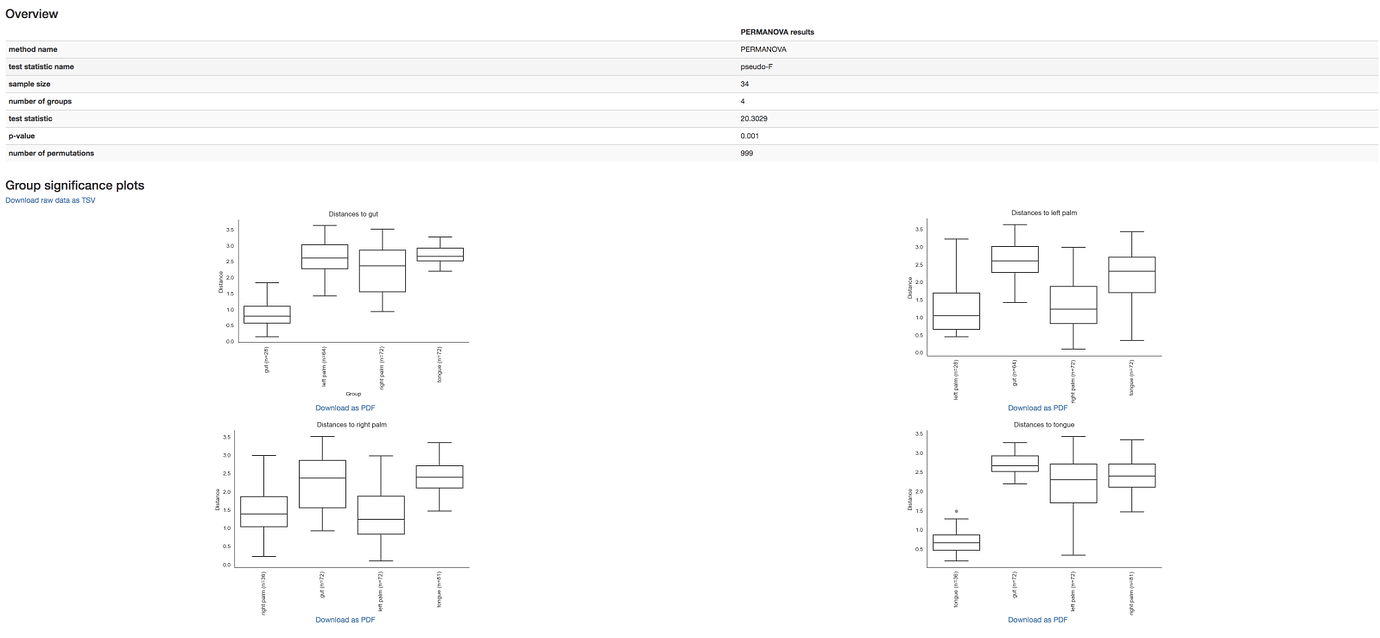 Overview
PERMANOVA results
method name PERMANOVA
test statistic name pseudo-F
sample size 34
number of groups 4
test statistic 20.3029
p-value 0.001
number of permutations 999
Group significance plots
Download raw data as TSV
Distances to gut
Distance
3.5
3.0
2.5
2.0
1.5
1.0
0.5
0.0
gut (n=28)
left palm (n=64)
right palm (n=72)
tongue (n=72)
Group
Download as PDF
Distances to left palm
Distance
3.5
3.0
2.5
2.0
1.5
1.0
0.5
0.0
left palm (n=28)
gut (n=64)
right palm (n=72)
tongue (n=72)
Download as PDF
Distances to right palm
Distance
3.5
3.0
2.5
2.0
1.5
1.0
0.5
0.0
right palm (n=36)
gut (n=72)
left palm (n=72)
tongue (n=81)
Download as PDF
Distances to tongue
Distance
3.5
3.0
2.5
2.0
1.5
1.0
0.5
tongue (n=36)
gut (n=72)
left palm (n=72)
right palm (n=81)
Download as PDF